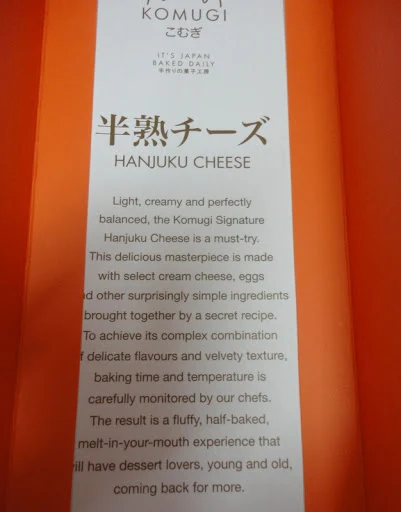 KOMUGI
こむぎ
IT'S JAPAN
BAKED DAILY
手作りの菓子工房
半熟チーズ
HANJUKU CHEESE
Light, creamy and perfectly
balanced, the Komugi Signature
Hanjuku Cheese is a must-try.
This delicious masterpiece is made
with select cream cheese, eggs
nd other surprisingly simple ingredients
brought together by a secret recipe.
To achieve its complex combination
f delicate flavours and velvety texture,
baking time and temperature is
carefully monitored by our chefs.
The result is a fluffy, half-baked,
melt-in-your-mouth experience that
ill have dessert lovers, young and old,
coming back for more.